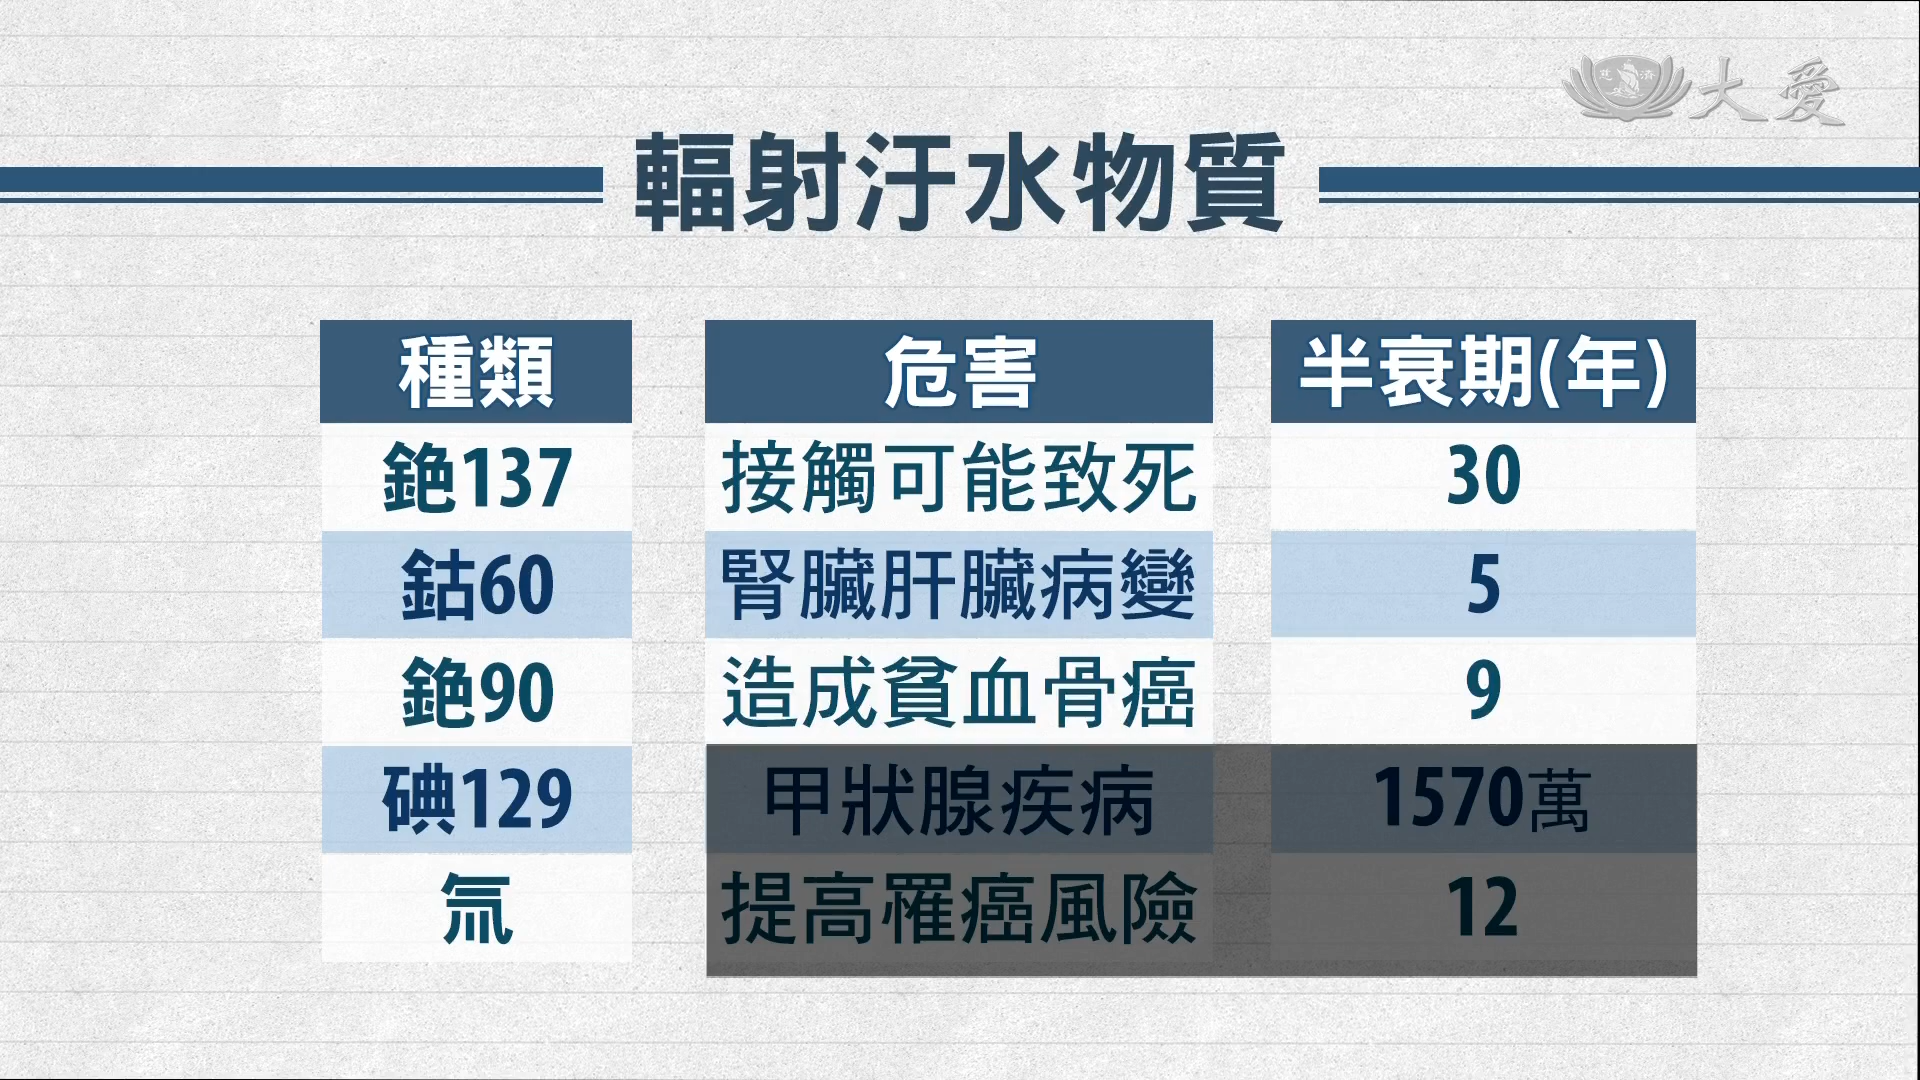 慈濟
大愛
輻射汙水物質
種類 危害 半衰期(年)
銫137 接觸可能致死 30
鈷60 腎臟肝臟病變 5
銫90 造成貧血骨癌 9
碘129 甲狀腺疾病 1570萬
氚 提高罹癌風險 12